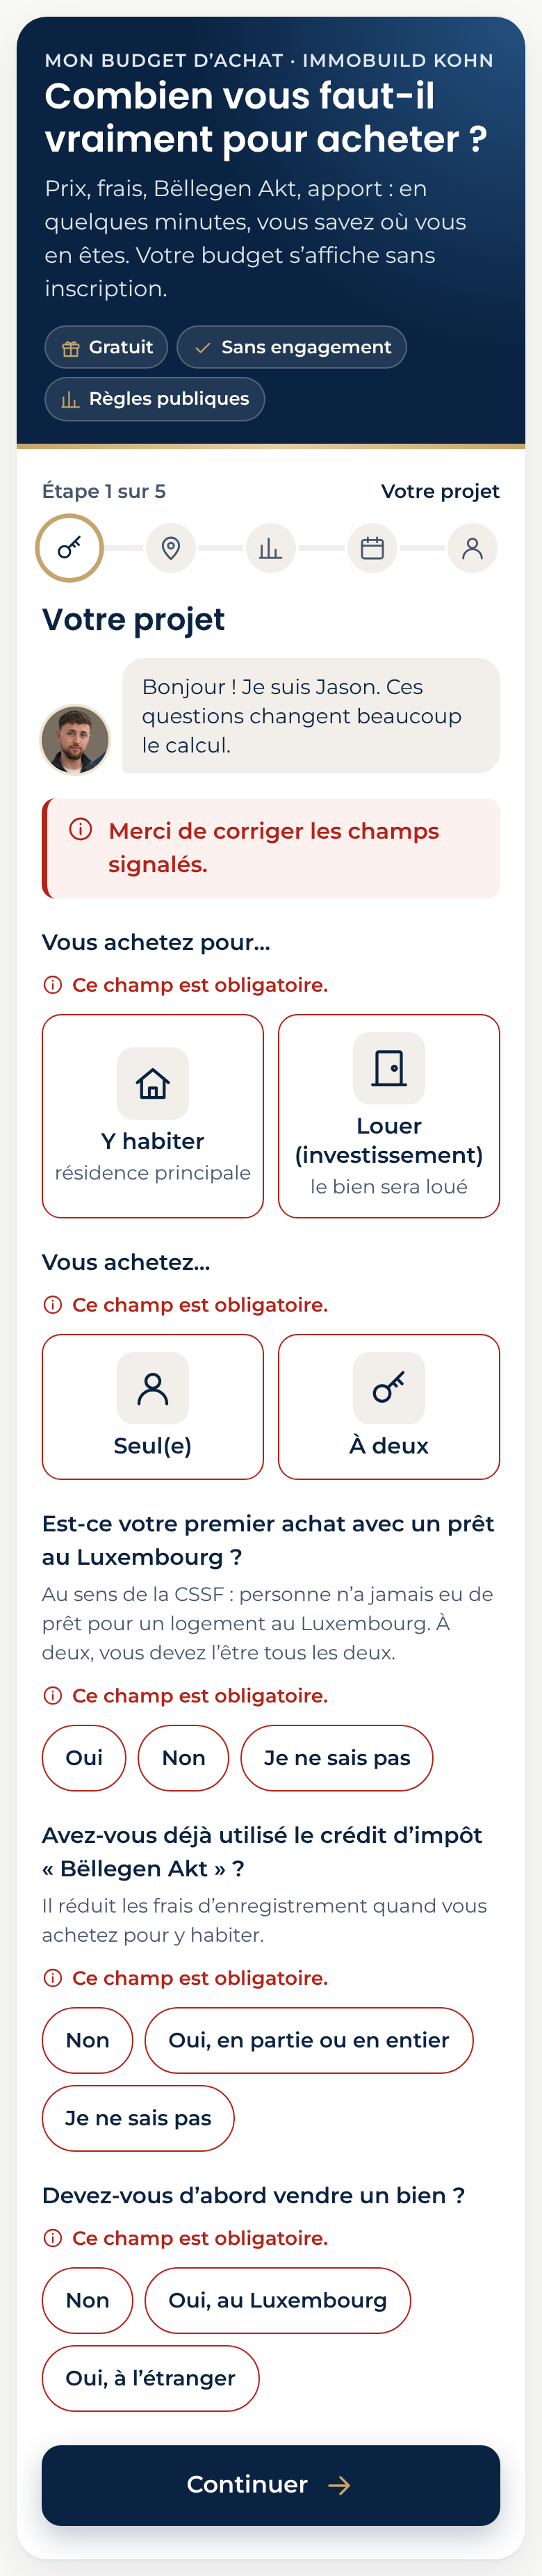 MON BUDGET D’ACHAT · IMMOBUILD KOHN
Combien vous faut-il
vraiment pour acheter ?
Prix, frais, Bëllegen Akt, apport : en
quelques minutes, vous savez où vous
en êtes. Votre budget s’affiche sans
inscription.
Gratuit
Sans engagement
Règles publiques
Étape 1 sur 5
Votre projet
Votre projet
Bonjour ! Je suis Jason. Ces
questions changent beaucoup
le calcul.
Merci de corriger les champs
signalés.
Vous achetez pour…
Ce champ est obligatoire.
Y habiter
résidence principale
Louer
(investissement)
le bien sera loué
Vous achetez…
Ce champ est obligatoire.
Seul(e)
À deux
Est-ce votre premier achat avec un prêt
au Luxembourg ?
Au sens de la CSSF : personne n’a jamais eu de
prêt pour un logement au Luxembourg. À
deux, vous devez l’être tous les deux.
Ce champ est obligatoire.
Oui
Non
Je ne sais pas
Avez-vous déjà utilisé le crédit d’impôt
« Bëllegen Akt » ?
Il réduit les frais d’enregistrement quand vous
achetez pour y habiter.
Ce champ est obligatoire.
Non
Oui, en partie ou en entier
Je ne sais pas
Devez-vous d’abord vendre un bien ?
Ce champ est obligatoire.
Non
Oui, au Luxembourg
Oui, à l’étranger
Continuer